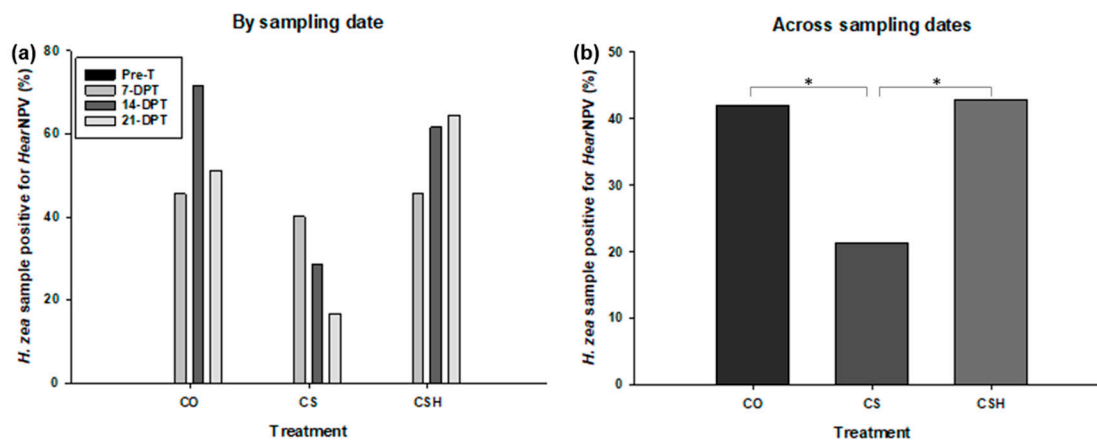 By sampling date
(a)
H. zea sample positive for HearNPV (%)
80
60
40
20
0
Pre-T
7-DPT
14-DPT
21-DPT
CO
CS
CSH
Treatment
Across sampling dates
(b)
H. zea sample positive for HearNPV (%)
50
40
30
20
10
0
*
*
CO
CS
CSH
Treatment